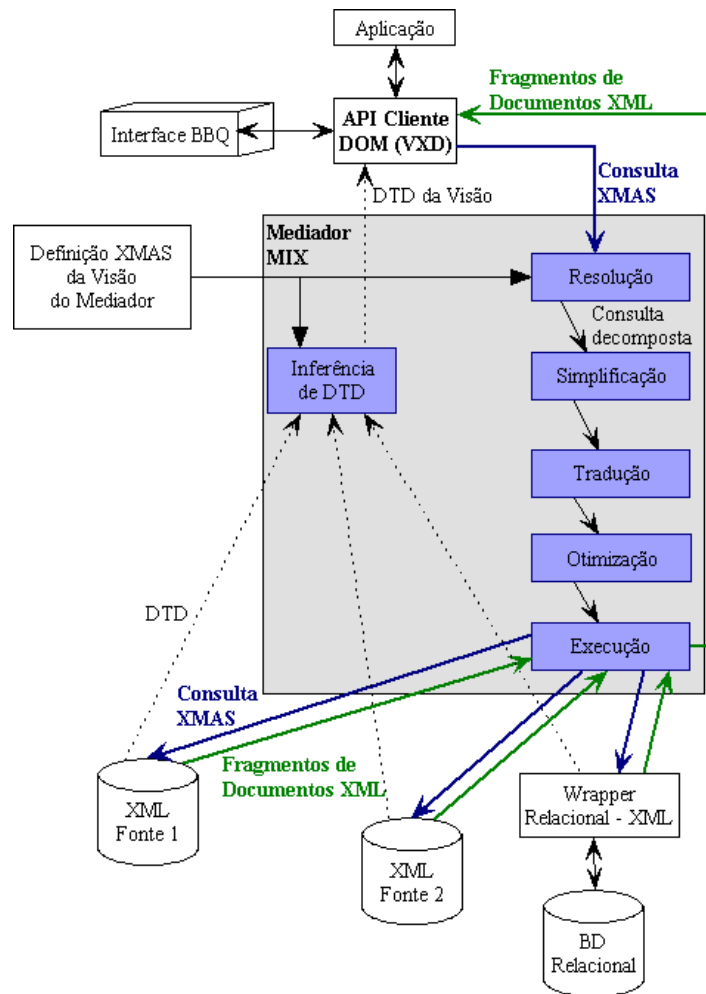 Aplicação
Fragmentos de
Documentos XML
API Cliente
DOM (VXD)
Interface BBQ
Consulta
XMAS
DTD da Visão
Mediador
MIX
Definição XMAS
da Visão
do Mediador
Resolução
Consulta
decomposta
Inferência
de DTD
Simplificação
Tradução
Otimização
DTD
Execução
Consulta
XMAS
Fragmentos de
Documentos XML
XML
Fonte 1
Wrapper
Relacional - XML
XML
Fonte 2
BD
Relacional